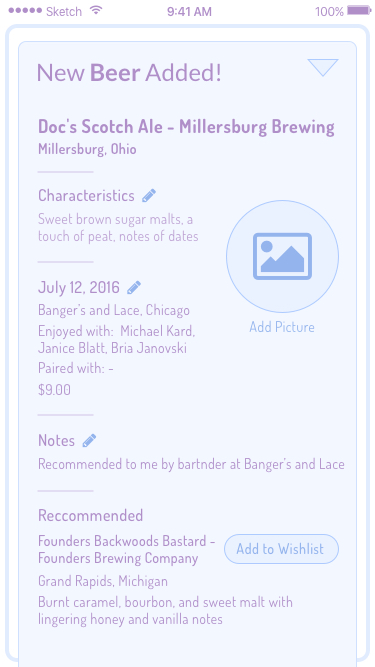 Sketch 9:41 AM 100%
New Beer Added!
Doc's Scotch Ale - Millersburg Brewing
Millersburg, Ohio
Characteristics
Sweet brown sugar malts, a
touch of peat, notes of dates
Add Picture
July 12, 2016
Banger's and Lace, Chicago
Enjoyed with: Michael Kard,
Janice Blatt, Bria Janovski
Paired with: -
$9.00
Notes
Recommended to me by bartnder at Banger's and Lace
Reccommended
Founders Backwoods Bastard -
Founders Brewing Company
Add to Wishlist
Grand Rapids, Michigan
Burnt caramel, bourbon, and sweet malt with
lingering honey and vanilla notes